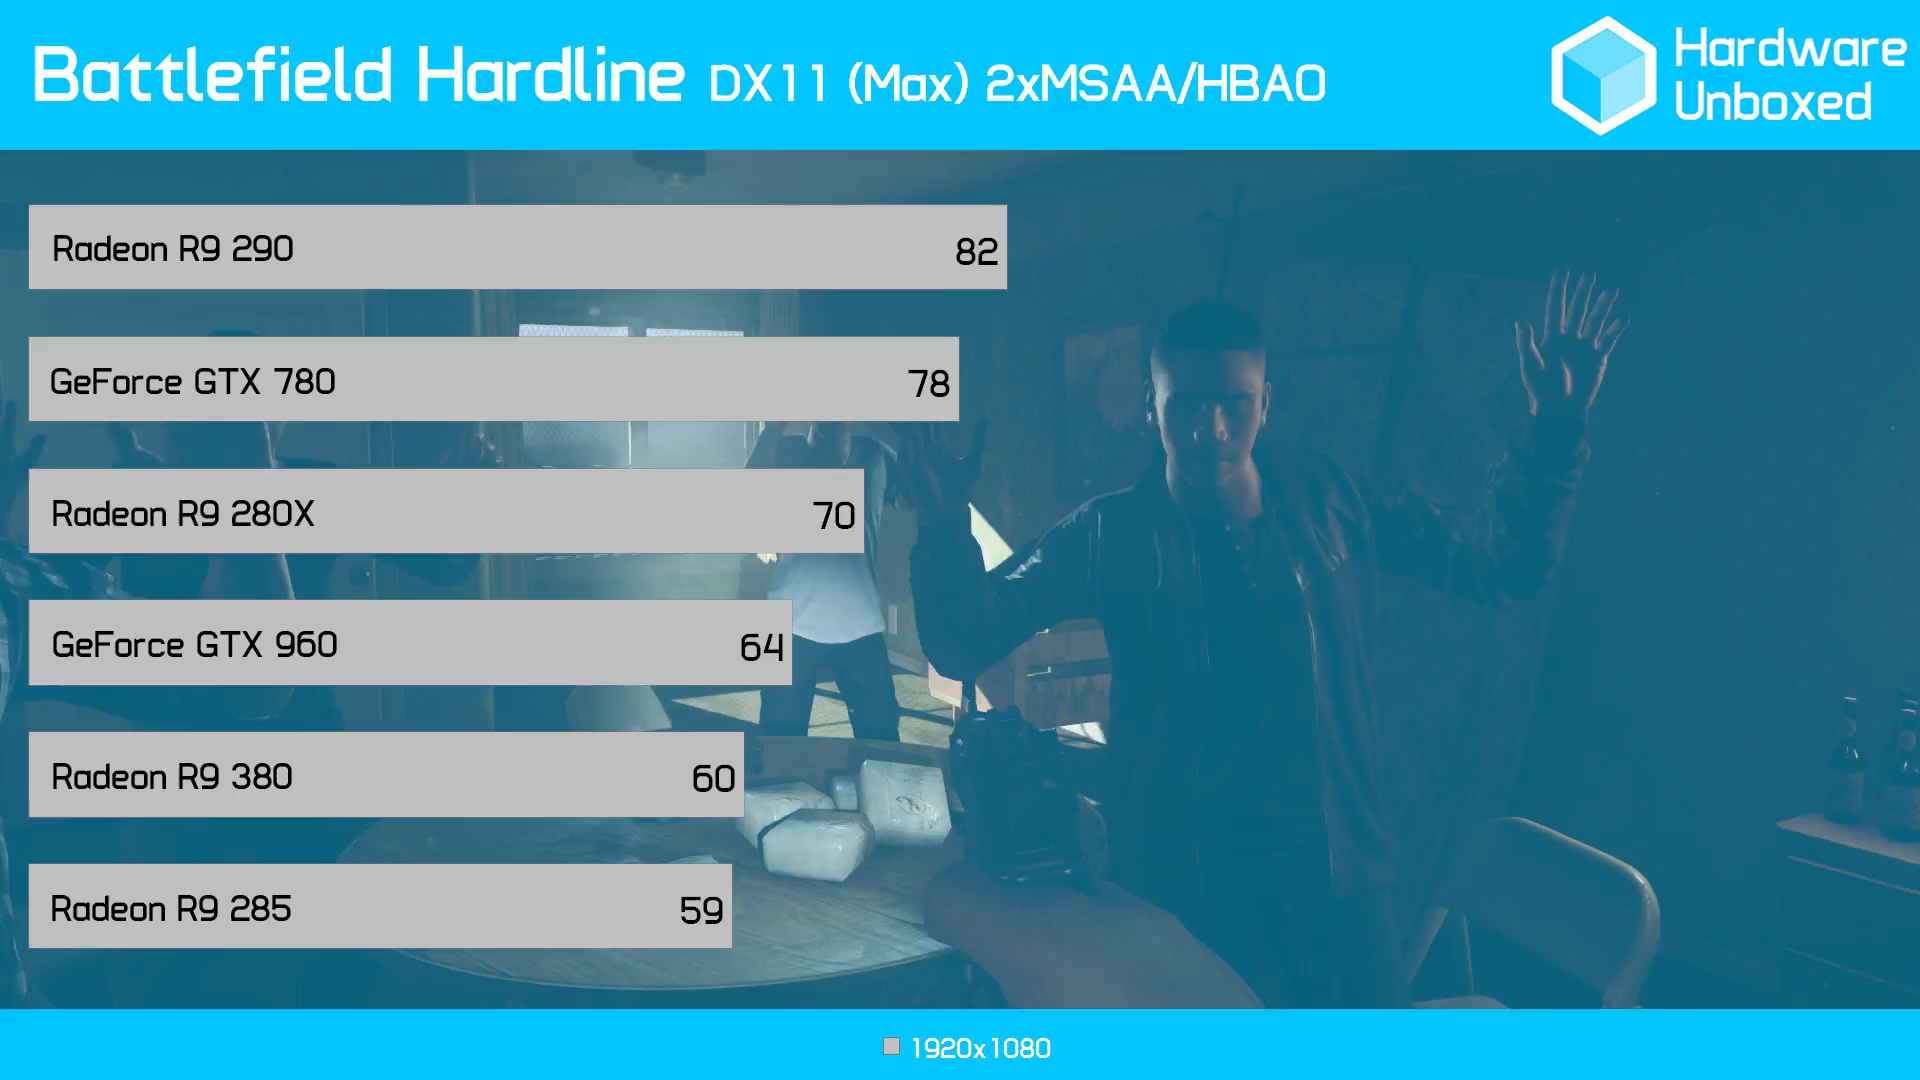 Battlefield Hardline DX11 (Max) 2xMSAA/HBAO
Hardware
Unboxed
Radeon R9 290 82
GeForce GTX 780 78
Radeon R9 280X 70
GeForce GTX 960 64
Radeon R9 380 60
Radeon R9 285 59
1920x1080